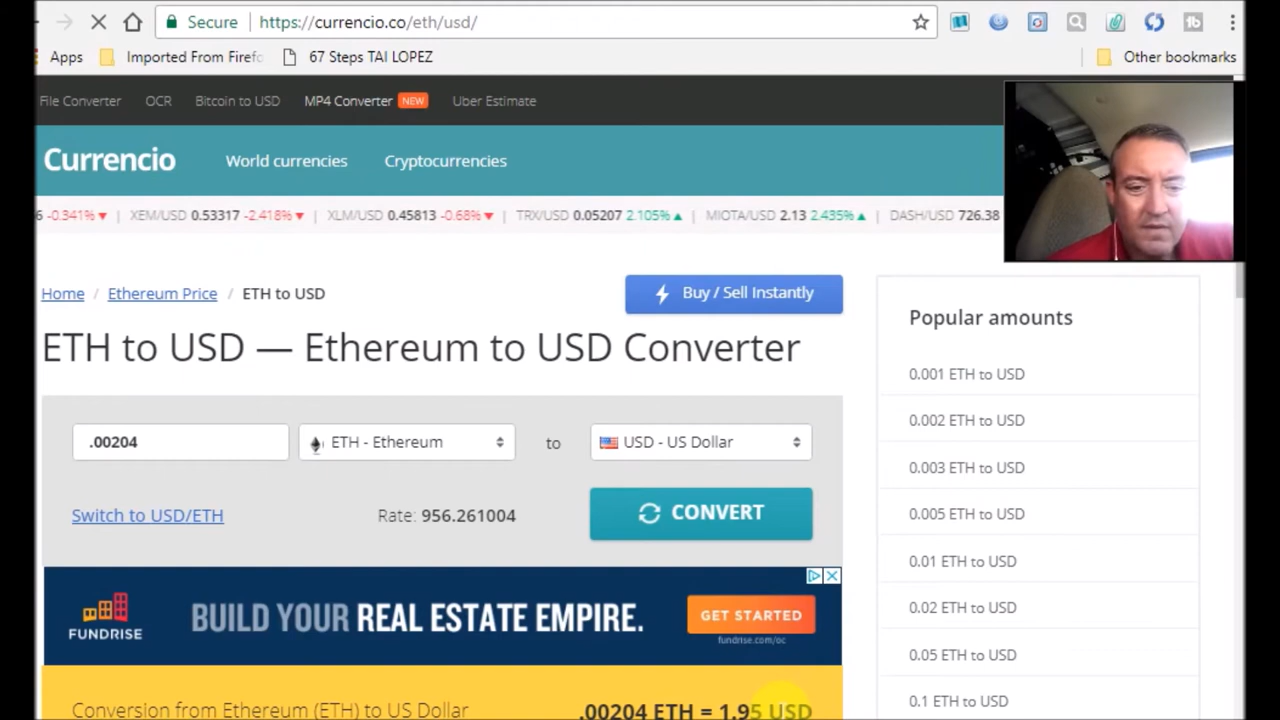 Secure https://currencio.co/eth/usd/
Apps Imported From Firefo 67 Steps TAI LOPEZ Other bookmarks
File Converter OCR Bitcoin to USD MP4 Converter NEW Uber Estimate
Currencio World currencies Cryptocurrencies
6 -0.341% ▼ | XEM/USD 0.53317 -2.418% ▼ | XLM/USD 0.45813 -0.68% ▼ | TRX/USD 0.05207 2.105% ▲ | MIOTA/USD 2.13 2.435% ▲ | DASH/USD 726.38
Home / Ethereum Price / ETH to USD
Buy / Sell Instantly
ETH to USD — Ethereum to USD Converter
.00204 ETH - Ethereum to USD - US Dollar
Switch to USD/ETH Rate: 956.261004 CONVERT
FUNDRISE
BUILD YOUR REAL ESTATE EMPIRE.
GET STARTED
fundrise.com/oc
Conversion from Ethereum (ETH) to US Dollar .00204 ETH = 1.95 USD
Popular amounts
0.001 ETH to USD
0.002 ETH to USD
0.003 ETH to USD
0.005 ETH to USD
0.01 ETH to USD
0.02 ETH to USD
0.05 ETH to USD
0.1 ETH to USD